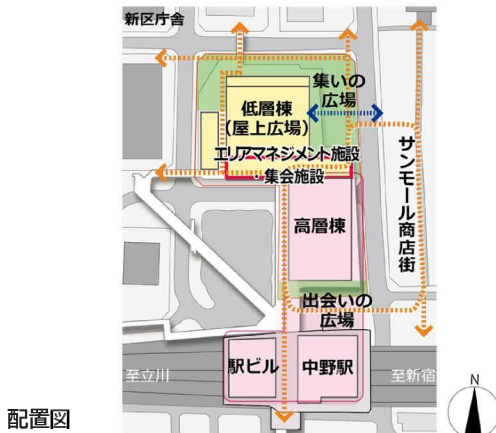 新区庁舎
集いの
広場
低層棟
(屋上広場)
エリアマネジメント施設
・集会施設
サンモール商店街
高層棟
出会いの
広場
駅ビル
中野駅
至立川
至新宿
配置図
N